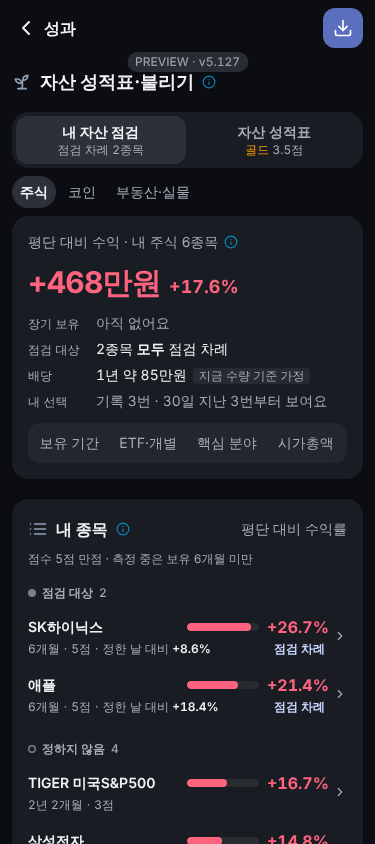 성과
PREVIEW · v5.127
자산 성적표·불리기
내 자산 점검
점검 차례 2종목
자산 성적표
골드 3.5점
주식 코인 부동산·실물
평단 대비 수익 · 내 주식 6종목
+468만원 +17.6%
장기 보유 아직 없어요
점검 대상 2종목 모두 점검 차례
배당 1년 약 85만원 지금 수량 기준 가정
내 선택 기록 3번 · 30일 지난 3번부터 보여요
보유 기간 ETF·개별 핵심 분야 시가총액
내 종목 평단 대비 수익률
점수 5점 만점 · 측정 중은 보유 6개월 미만
점검 대상 2
SK하이닉스 +26.7%
6개월 · 5점 · 정한 날 대비 +8.6% 점검 차례
애플 +21.4%
6개월 · 5점 · 정한 날 대비 +18.4% 점검 차례
정하지 않음 4
TIGER 미국S&P500 +16.7%
2년 2개월 · 3점
삼성전자 +14.8%